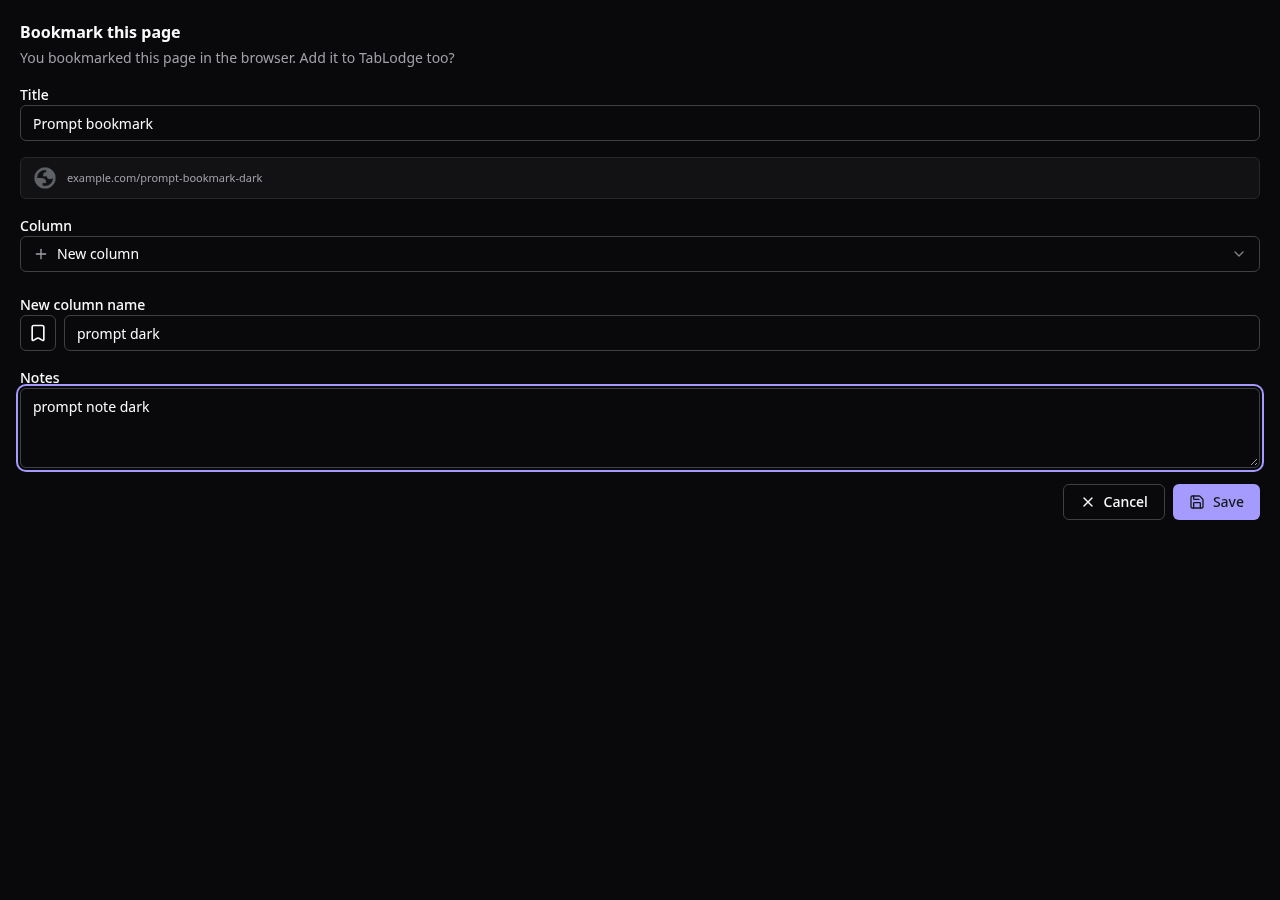 Bookmark this page
You bookmarked this page in the browser. Add it to TabLodge too?
Title
Prompt bookmark
example.com/prompt-bookmark-dark
Column
New column
New column name
prompt dark
Notes
prompt note dark
Cancel
Save